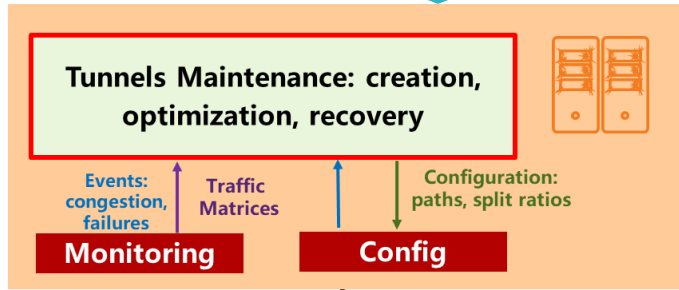 Tunnels Maintenance: creation,
optimization, recovery
Events:
congestion,
failures
Traffic
Matrices
Configuration:
paths, split ratios
Monitoring
Config